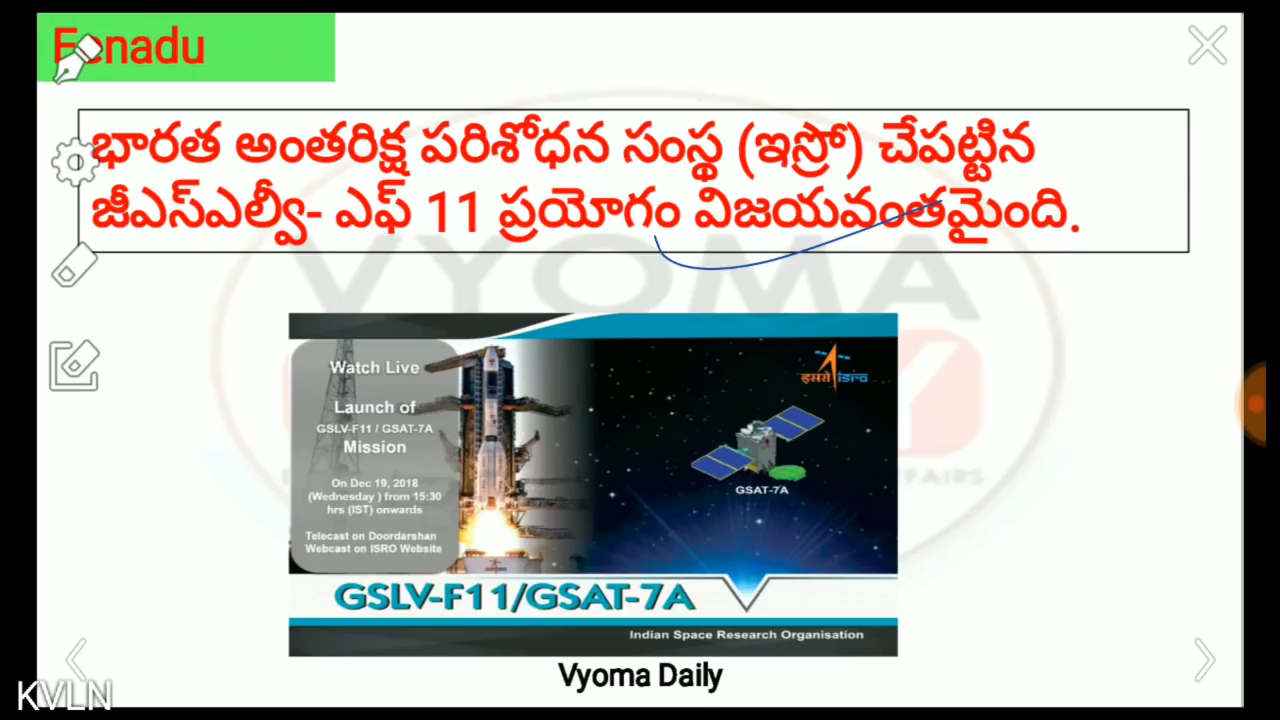 Eenadu
భారత అంతరిక్ష పరిశోధన సంస్థ (ఇస్రో) చేపట్టిన
జీఎస్ఎల్వీ- ఎఫ్ 11 ప్రయోగం విజయవంతమైంది.
VYOMA
AFFAIRS
Watch Live
Launch of
GSLV-F11 / GSAT-7A
Mission
On Dec 19, 2018
(Wednesday ) from 15:30
hrs (IST) onwards
Telecast on Doordarshan
Webcast on ISRO Website
इसरो isro
GSAT-7A
GSLV-F11/GSAT-7A
Indian Space Research Organisation
Vyoma Daily
KVLN